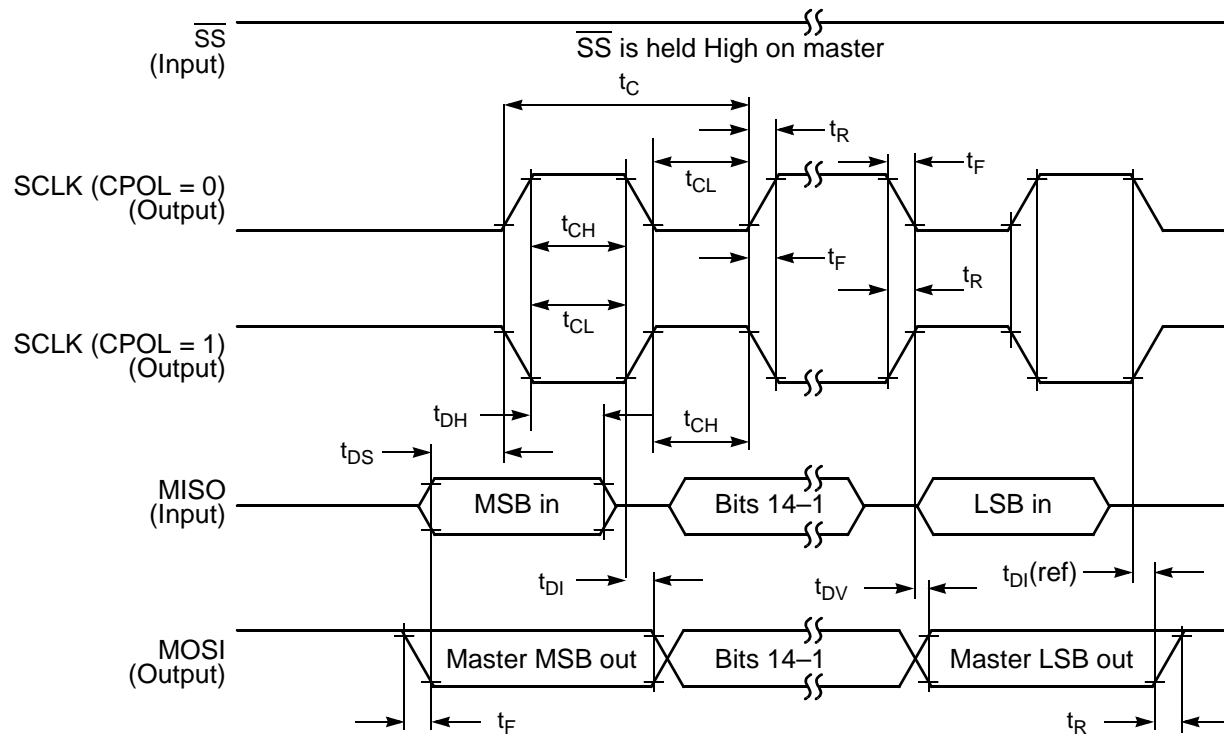 SS
(Input)
SS is held High on master
tC
tR
tF
SCLK (CPOL = 0)
(Output)
tCL
tCH
tF
tR
tCL
SCLK (CPOL = 1)
(Output)
tDH
tCH
tDS
MISO
(Input)
MSB in
Bits 14–1
LSB in
tDI
tDV
tDI(ref)
MOSI
(Output)
Master MSB out
Bits 14–1
Master LSB out
tF
tR